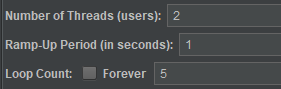 Number of Threads (users): 2
Ramp-Up Period (in seconds): 1
Loop Count: Forever 5